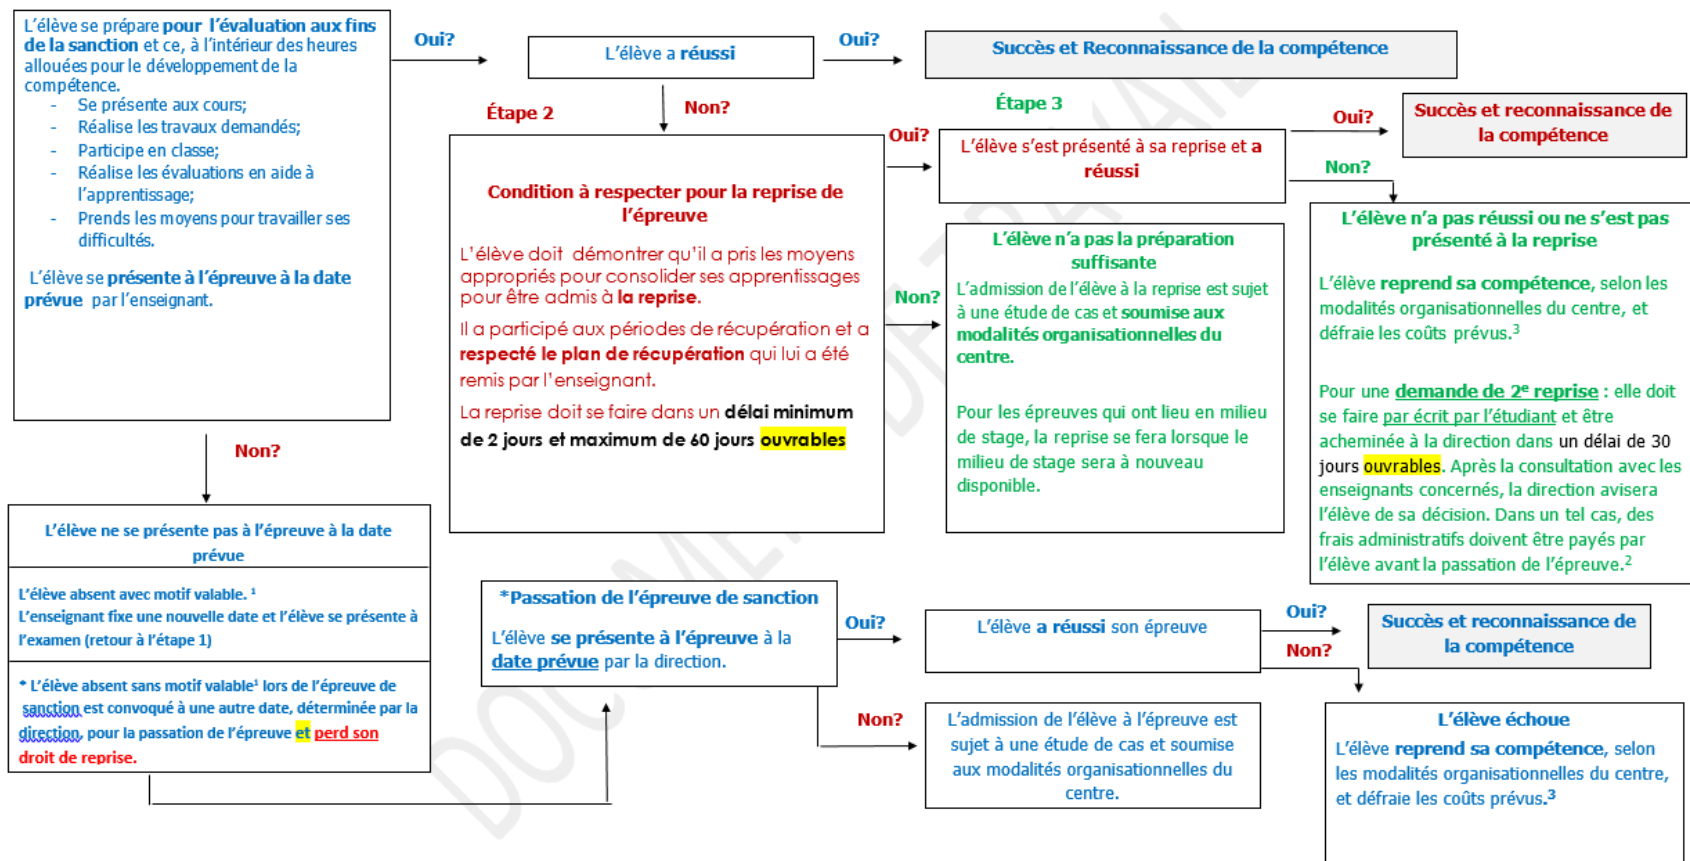 L'élève se prépare pour l'évaluation aux fins
de la sanction et ce, à l'intérieur des heures
allouées pour le développement de la
compétence.
- Se présente aux cours;
- Réalise les travaux demandés;
- Participe en classe;
- Réalise les évaluations en aide à
l'apprentissage;
- Prends les moyens pour travailler ses
difficultés.
L'élève se présente à l'épreuve à la date
prévue par l'enseignant.
Oui?
L'élève a réussi
Oui?
Succès et Reconnaissance de la compétence
Non?
Étape 2
Condition à respecter pour la reprise de
l'épreuve
L'élève doit démontrer qu'il a pris les moyens
appropriés pour consolider ses apprentissages
pour être admis à la reprise.
Il a participé aux périodes de récupération et a
respecté le plan de récupération qui lui a été
remis par l'enseignant.
La reprise doit se faire dans un délai minimum
de 2 jours et maximum de 60 jours ouvrables
Oui?
Étape 3
L'élève s'est présenté à sa reprise et a
réussi
Oui?
Succès et reconnaissance de
la compétence
Non?
L'élève n'a pas réussi ou ne s'est pas
présenté à la reprise
L'élève reprend sa compétence, selon les
modalités organisationnelles du centre, et
défraie les coûts prévus.3
Pour une demande de 2e reprise : elle doit
se faire par écrit par l'étudiant et être
acheminée à la direction dans un délai de 30
jours ouvrables. Après la consultation avec les
enseignants concernés, la direction avisera
l'élève de sa décision. Dans un tel cas, des
frais administratifs doivent être payés par
l'élève avant la passation de l'épreuve.2
Non?
L'élève n'a pas la préparation
suffisante
L'admission de l'élève à la reprise est sujet
à une étude de cas et soumise aux
modalités organisationnelles du
centre.
Pour les épreuves qui ont lieu en milieu
de stage, la reprise se fera lorsque le
milieu de stage sera à nouveau
disponible.
Non?
L'élève ne se présente pas à l'épreuve à la date
prévue
L'élève absent avec motif valable. 1
L'enseignant fixe une nouvelle date et l'élève se présente à
l'examen (retour à l'étape 1)
* L'élève absent sans motif valable1 lors de l'épreuve de
sanction est convoqué à une autre date, déterminée par la
direction, pour la passation de l'épreuve et perd son
droit de reprise.
*Passation de l'épreuve de sanction
L'élève se présente à l'épreuve à la
date prévue par la direction.
Oui?
L'élève a réussi son épreuve
Oui?
Succès et reconnaissance de
la compétence
Non?
L'élève échoue
L'élève reprend sa compétence, selon
les modalités organisationnelles du centre,
et défraie les coûts prévus.3
Non?
L'admission de l'élève à l'épreuve est
sujet à une étude de cas et soumise
aux modalités organisationnelles du
centre.
DOCUMENT DE TRAVAIL